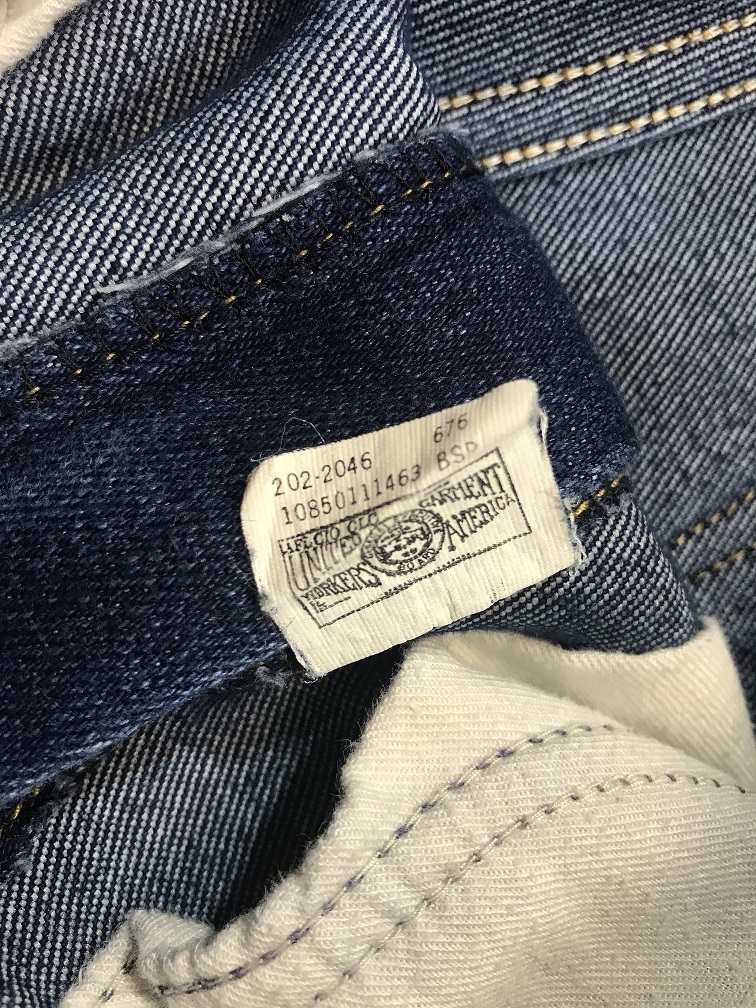 676
202-2046
10850111463 BSP
AFL CIO CLC
UNITED GARMENT
WORKERS AMERICA